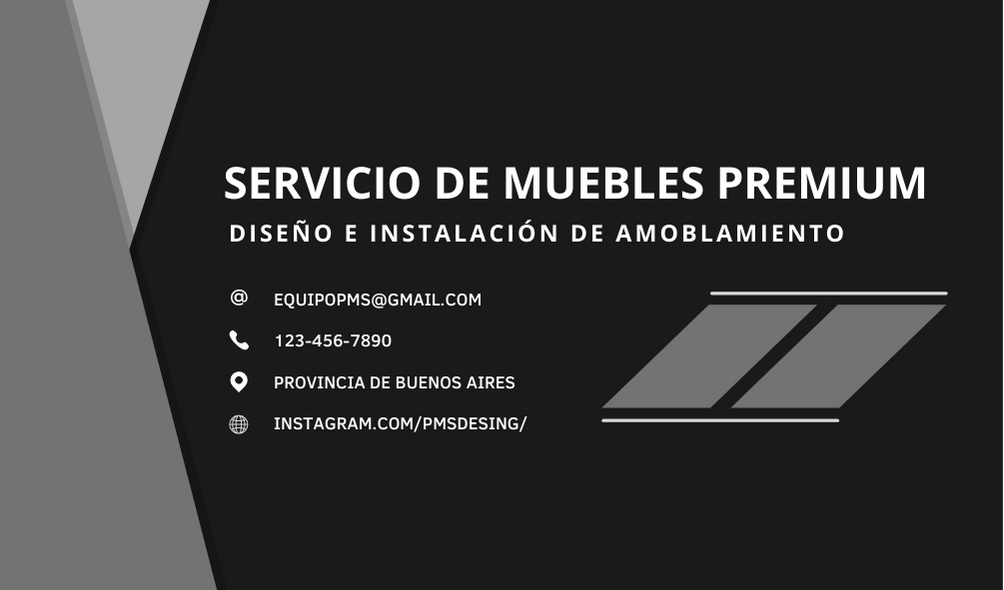 SERVICIO DE MUEBLES PREMIUM
DISEÑO E INSTALACIÓN DE AMOBLAMIENTO
@ EQUIPOPMS@GMAIL.COM
123-456-7890
PROVINCIA DE BUENOS AIRES
INSTAGRAM.COM/PMSDESING/